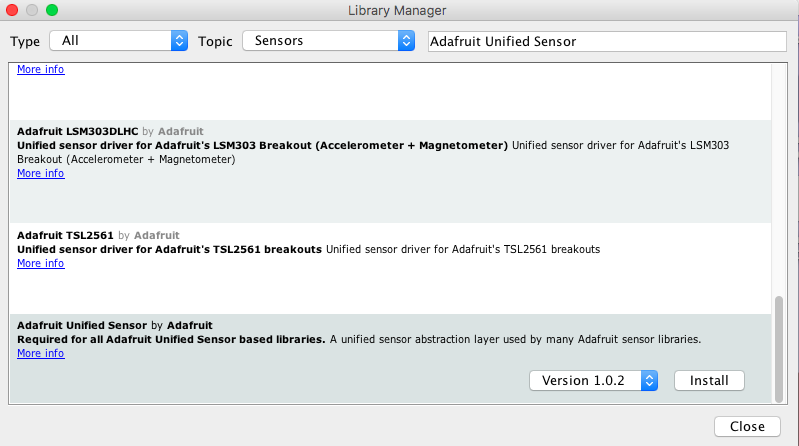 Library Manager
Type All Topic Sensors Adafruit Unified Sensor
More info
Adafruit LSM303DLHC by Adafruit
Unified sensor driver for Adafruit's LSM303 Breakout (Accelerometer + Magnetometer) Unified sensor driver for Adafruit's LSM303
Breakout (Accelerometer + Magnetometer)
More info
Adafruit TSL2561 by Adafruit
Unified sensor driver for Adafruit's TSL2561 breakouts Unified sensor driver for Adafruit's TSL2561 breakouts
More info
Adafruit Unified Sensor by Adafruit
Required for all Adafruit Unified Sensor based libraries. A unified sensor abstraction layer used by many Adafruit sensor libraries.
More info
Version 1.0.2 Install
Close